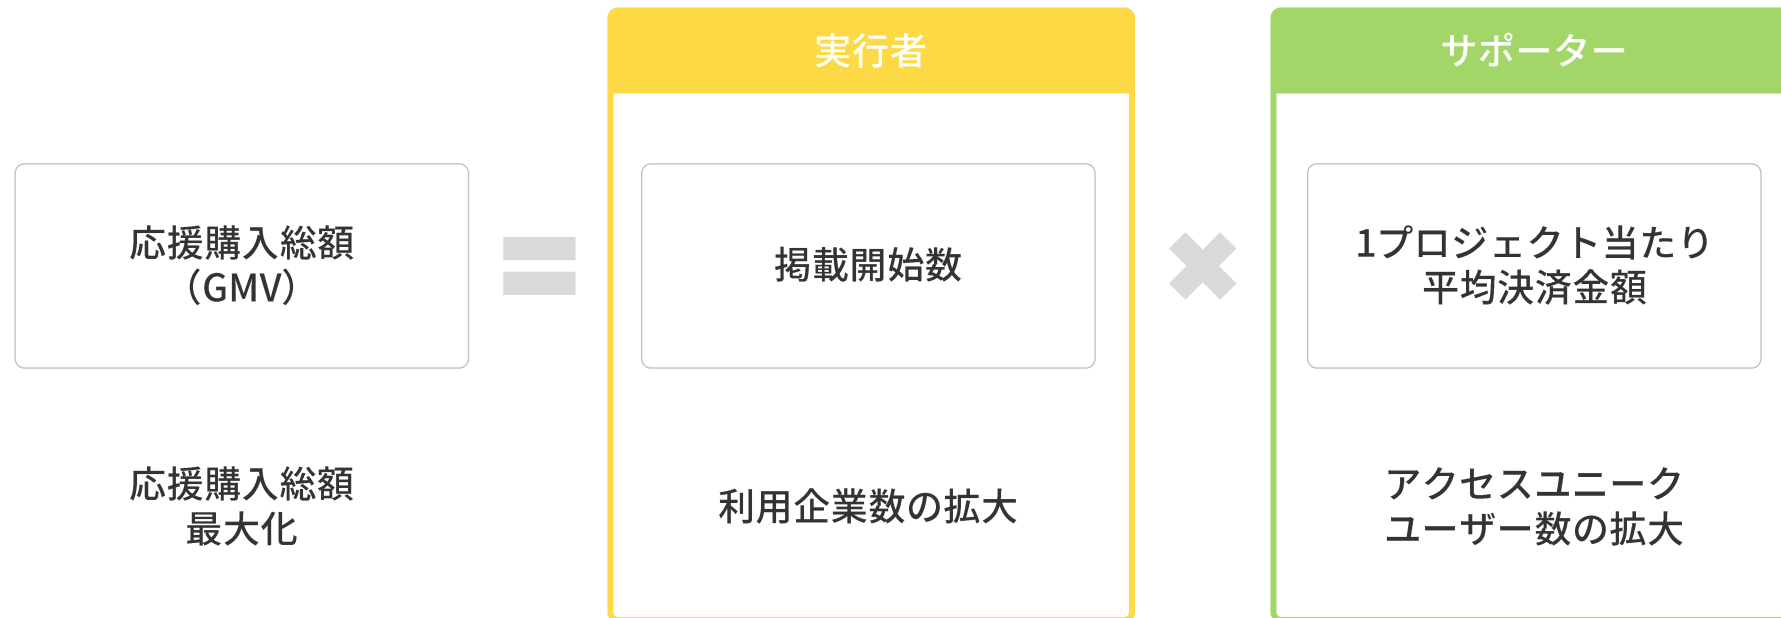 実行者
サポーター
応援購入総額
（GMV）
掲載開始数
1プロジェクト当たり
平均決済金額
応援購入総額
最大化
利用企業数の拡大
アクセスユニーク
ユーザー数の拡大